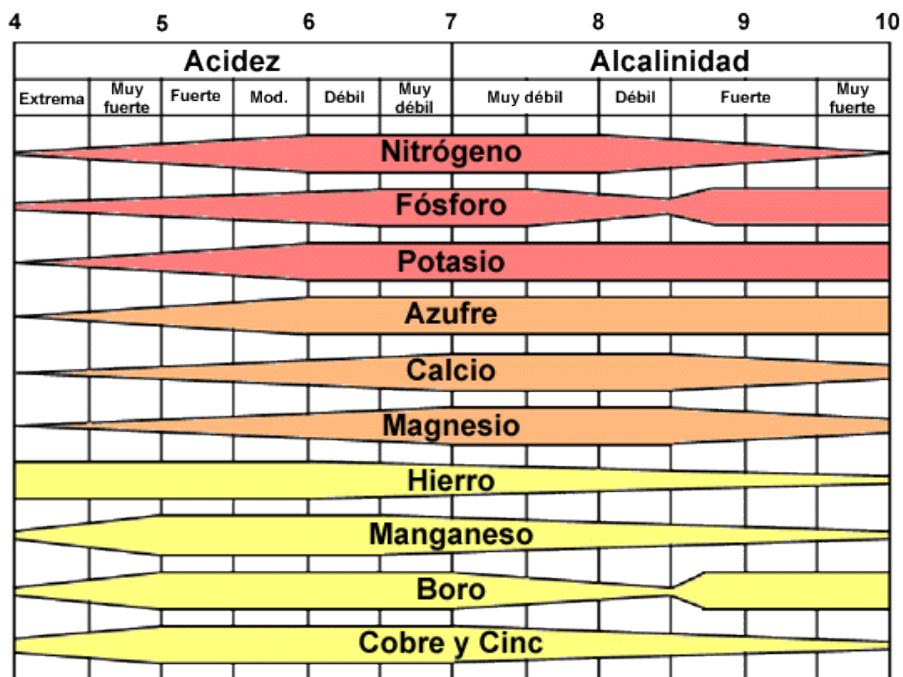 4 5 6 7 8 9 10
Acidez Alcalinidad
Extrema Muy fuerte Fuerte Mod. Débil Muy débil Muy débil Débil Fuerte Muy fuerte
Nitrógeno
Fósforo
Potasio
Azufre
Calcio
Magnesio
Hierro
Manganeso
Boro
Cobre y Cinc